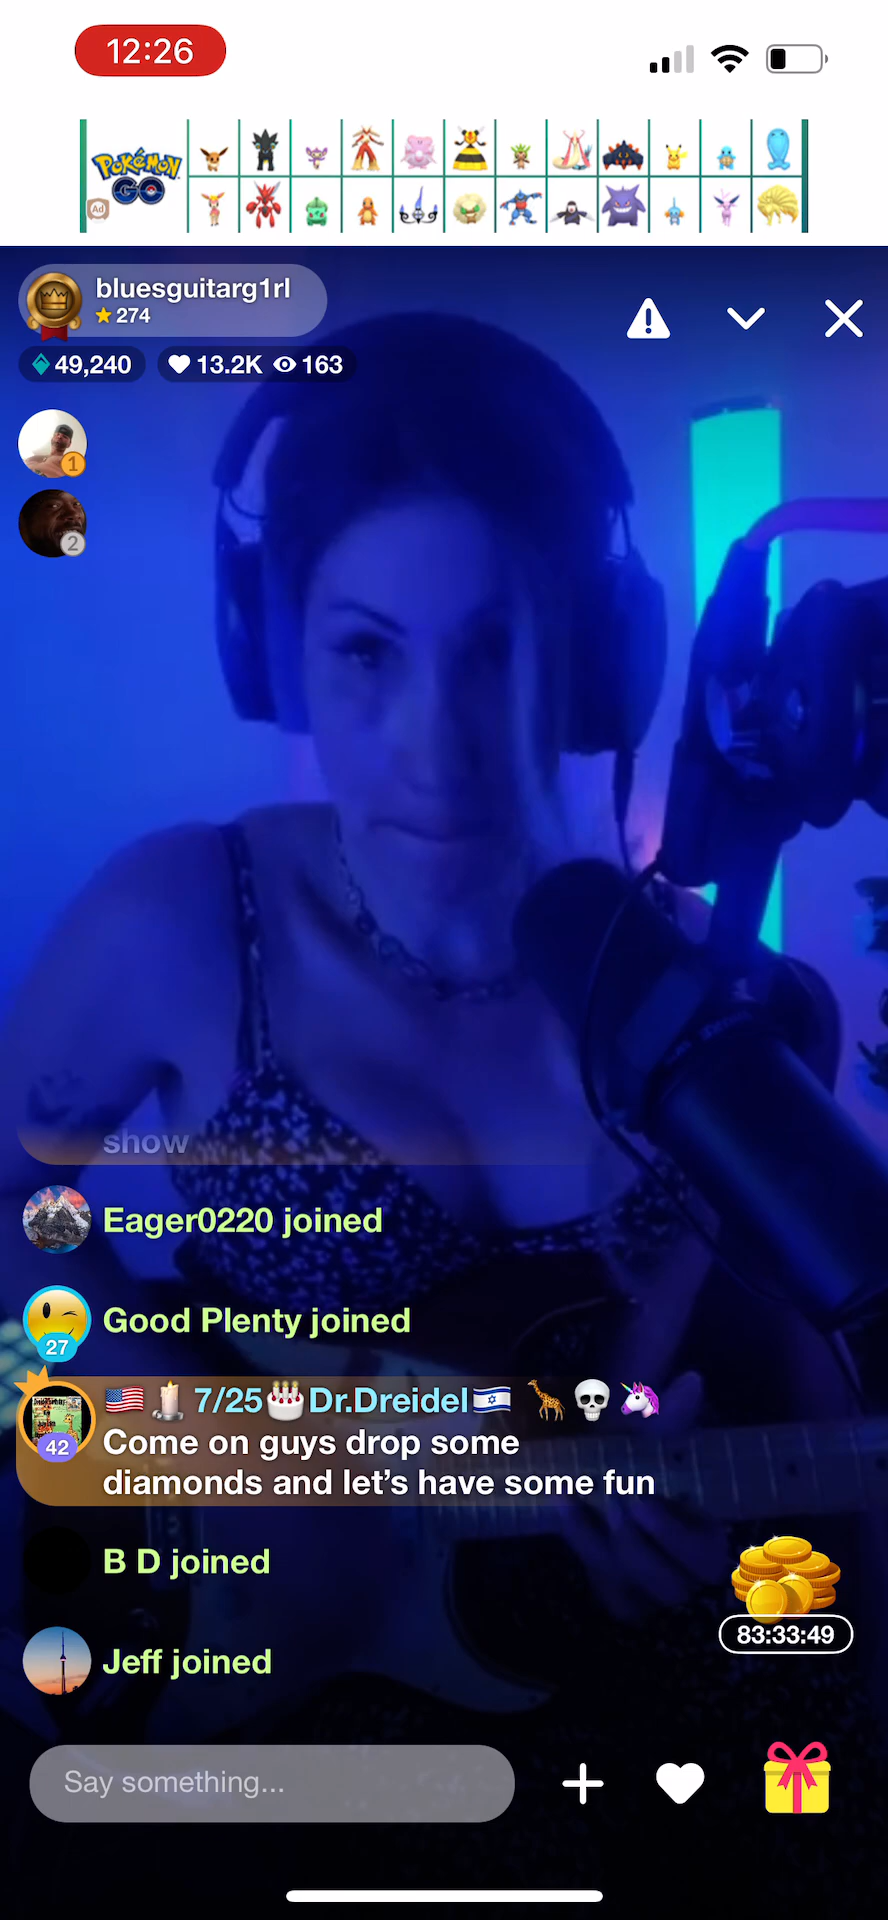 12:26
POKÉMON
GO
Ad
bluesguitarg1rl
274
49,240
13.2K
163
1
2
show
Eager0220 joined
Good Plenty joined
27
7/25 Dr.Dreidel
42
Come on guys drop some
diamonds and let's have some fun
B D joined
83:33:49
Jeff joined
Say something...